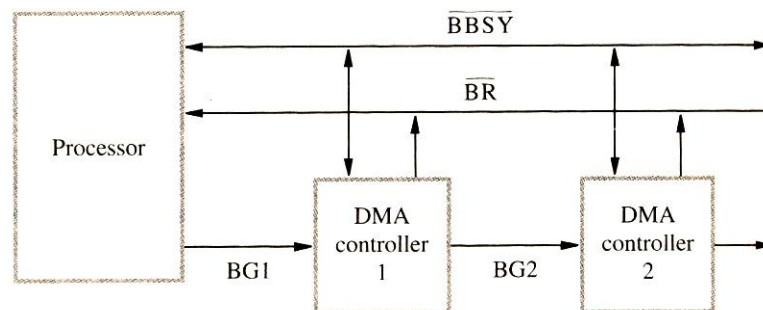 BBSY
BR
Processor
DMA
controller
1
DMA
controller
2
BG1
BG2